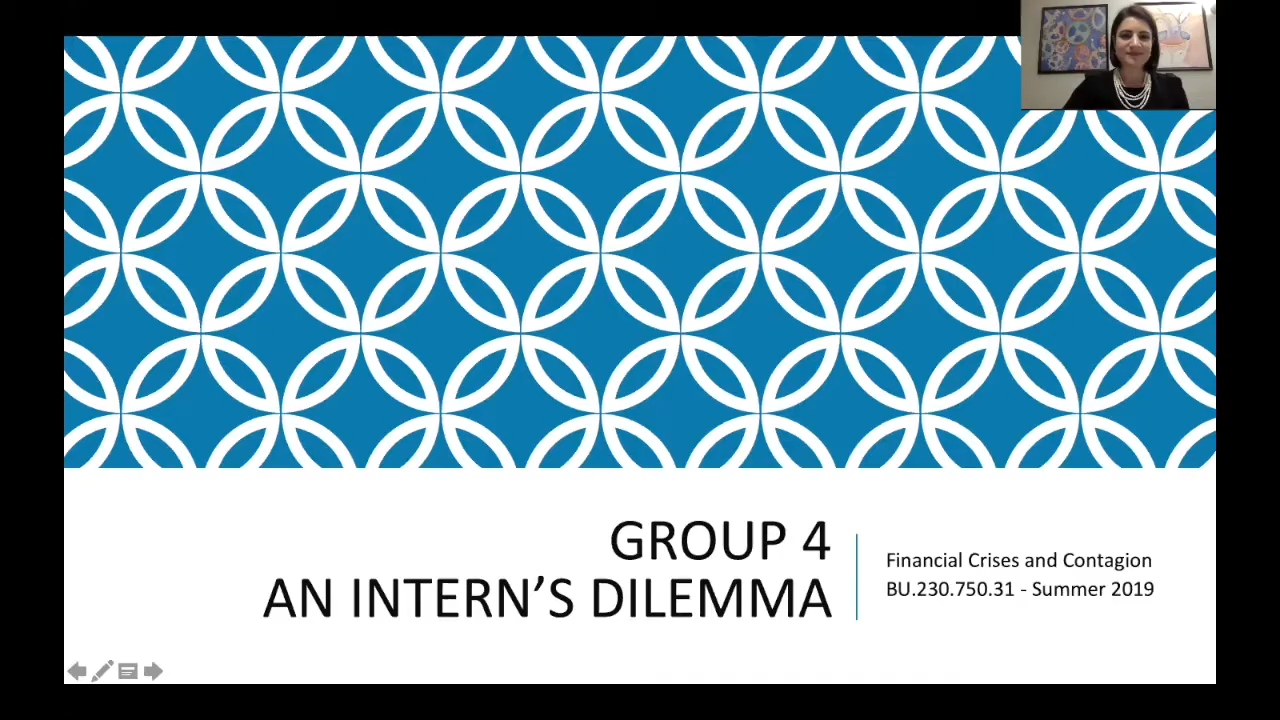 GROUP 4
AN INTERN’S DILEMMA
Financial Crises and Contagion
BU.230.750.31 - Summer 2019